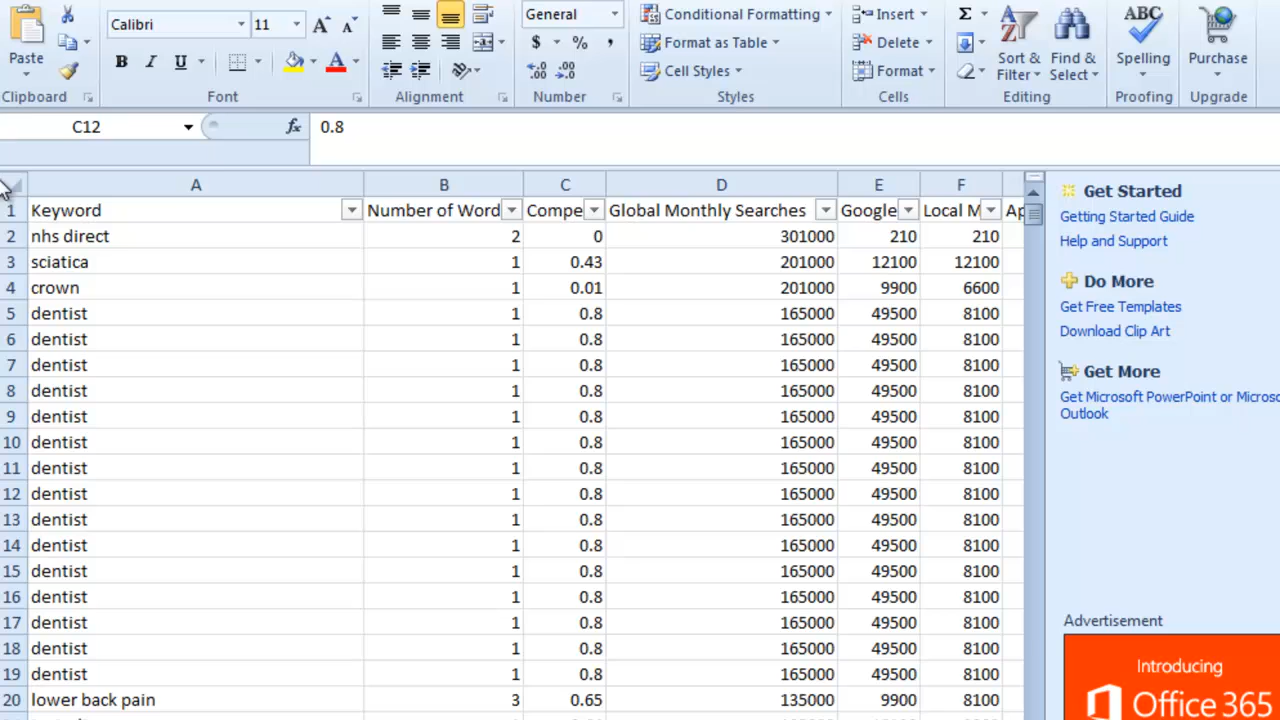 Calibri 11 General Conditional Formatting Insert Σ ABC
B I U $ % , Format as Table Delete
Paste Cell Styles Format Sort & Filter Find & Select Spelling Purchase
Clipboard Font Alignment Number Styles Cells Editing Proofing Upgrade
C12 fx 0.8
A B C D E F
1 Keyword Number of Word Compe Global Monthly Searches Google Local M Ap
2 nhs direct 2 0 301000 210 210
3 sciatica 1 0.43 201000 12100 12100
4 crown 1 0.01 201000 9900 6600
5 dentist 1 0.8 165000 49500 8100
6 dentist 1 0.8 165000 49500 8100
7 dentist 1 0.8 165000 49500 8100
8 dentist 1 0.8 165000 49500 8100
9 dentist 1 0.8 165000 49500 8100
10 dentist 1 0.8 165000 49500 8100
11 dentist 1 0.8 165000 49500 8100
12 dentist 1 0.8 165000 49500 8100
13 dentist 1 0.8 165000 49500 8100
14 dentist 1 0.8 165000 49500 8100
15 dentist 1 0.8 165000 49500 8100
16 dentist 1 0.8 165000 49500 8100
17 dentist 1 0.8 165000 49500 8100
18 dentist 1 0.8 165000 49500 8100
19 dentist 1 0.8 165000 49500 8100
20 lower back pain 3 0.65 135000 9900 8100
Get Started
Getting Started Guide
Help and Support
Do More
Get Free Templates
Download Clip Art
Get More
Get Microsoft PowerPoint or Microso
Outlook
Advertisement
Introducing
Office 365